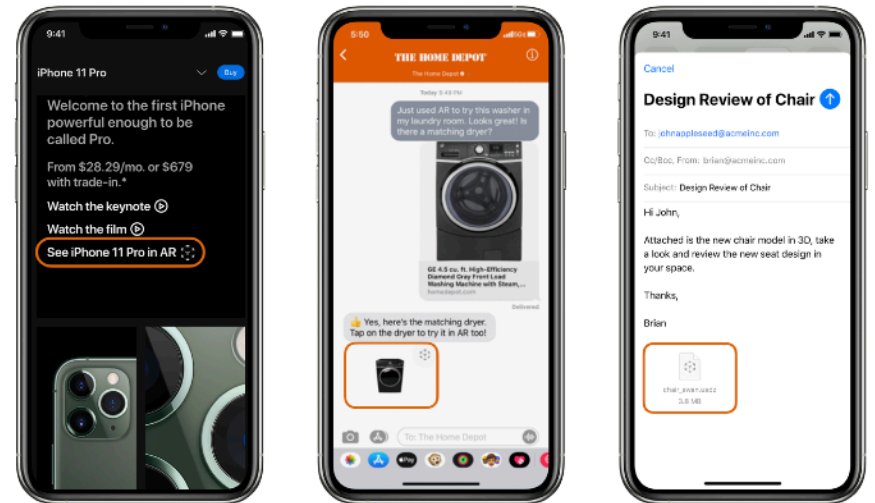 9:41
iPhone 11 Pro
Buy
Welcome to the first iPhone
powerful enough to be
called Pro.
From $28.29/mo. or $679
with trade-in.*
Watch the keynote
Watch the film
See iPhone 11 Pro in AR
5:50
5G
THE HOME DEPOT
The Home Depot
Today 5:49 PM
Just used AR to try this washer in
my laundry room. Looks great! Is
there a matching dryer?
GE 4.5 cu. ft. High-Efficiency
Diamond Gray Front Load
Washing Machine with Steam,...
homedepot.com
Delivered
👍 Yes, here's the matching dryer.
Tap on the dryer to try it in AR too!
To: The Home Depot
Pay
9:41
Cancel
Design Review of Chair
To: johnappleseed@acmeinc.com
Cc/Bcc, From: brian@acmeinc.com
Subject: Design Review of Chair
Hi John,
Attached is the new chair model in 3D, take
a look and review the new seat design in
your space.
Thanks,
Brian
chair_swan.usdz
3.8 MB